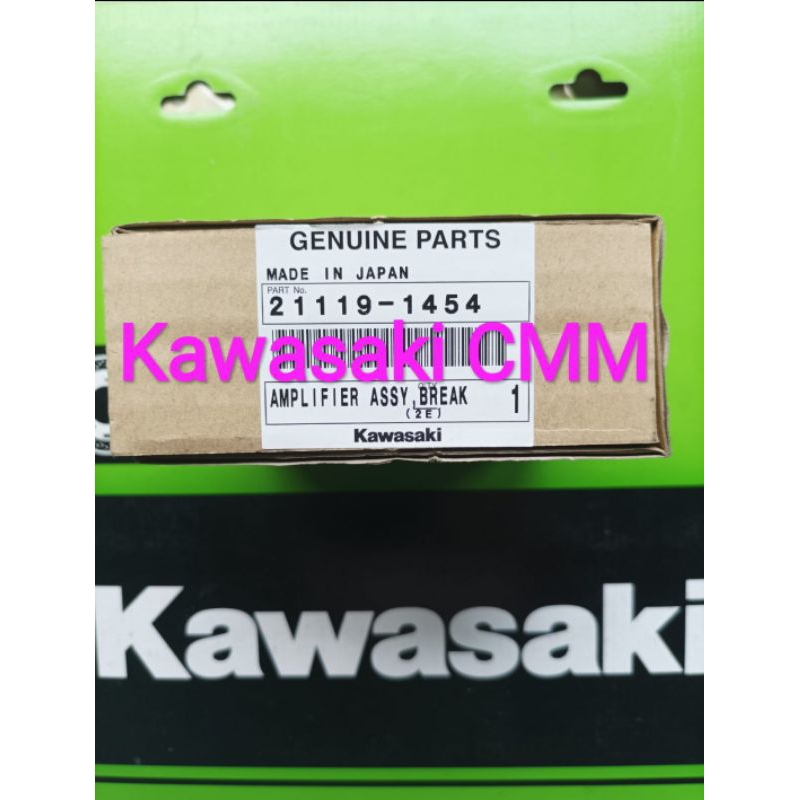 GENUINE PARTS
MADE IN JAPAN
PART No.
21119-1454
Kawasaki CMM
AMPLIFIER ASSY,BREAK 1
(2E)
Kawasaki
Kawasaki